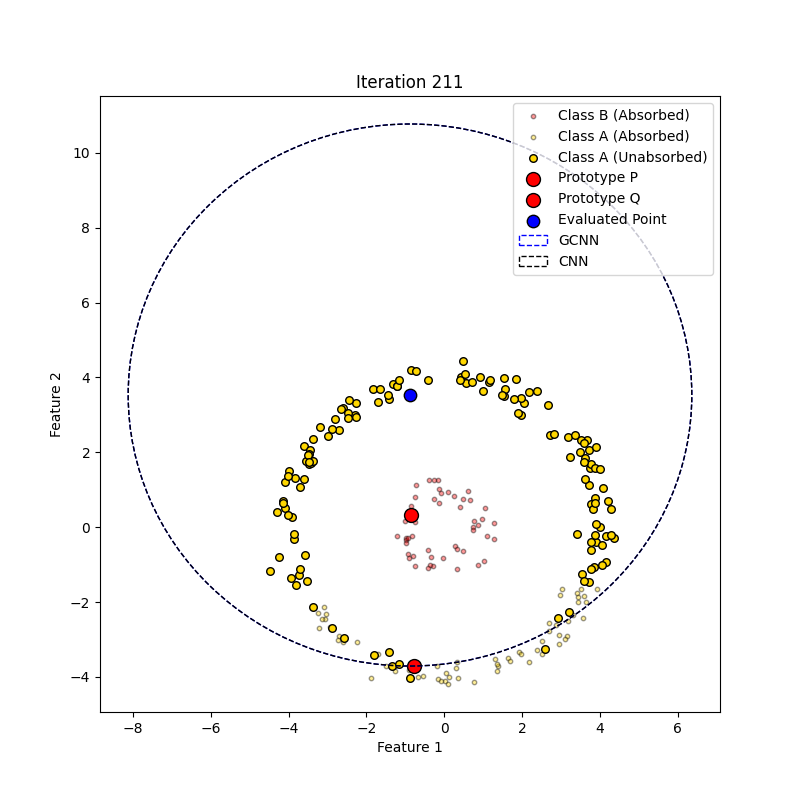 Iteration 211
Class B (Absorbed)
Class A (Absorbed)
Class A (Unabsorbed)
Prototype P
Prototype Q
Evaluated Point
GCNN
CNN
10
8
6
4
2
0
−2
−4
Feature 2
−8 −6 −4 −2 0 2 4 6
Feature 1